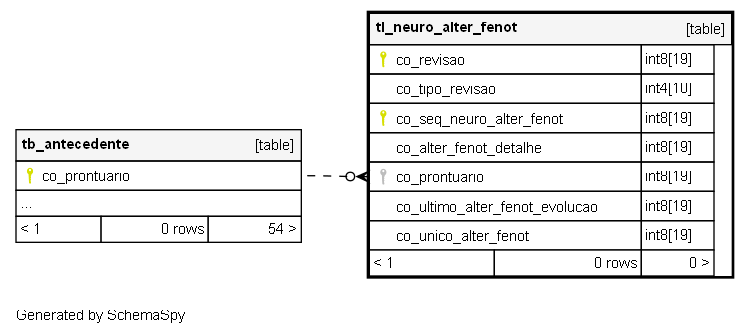 tl_neuro_alter_fenot [table]
co_revisao int8[19]
co_tipo_revisao int4[10]
co_seq_neuro_alter_fenot int8[19]
co_alter_fenot_detalhe int8[19]
co_prontuario int8[19]
co_ultimo_alter_fenot_evolucao int8[19]
co_unico_alter_fenot int8[19]
< 1 0 rows 0 >
tb_antecedente [table]
co_prontuario
...
< 1 0 rows 54 >
Generated by SchemaSpy